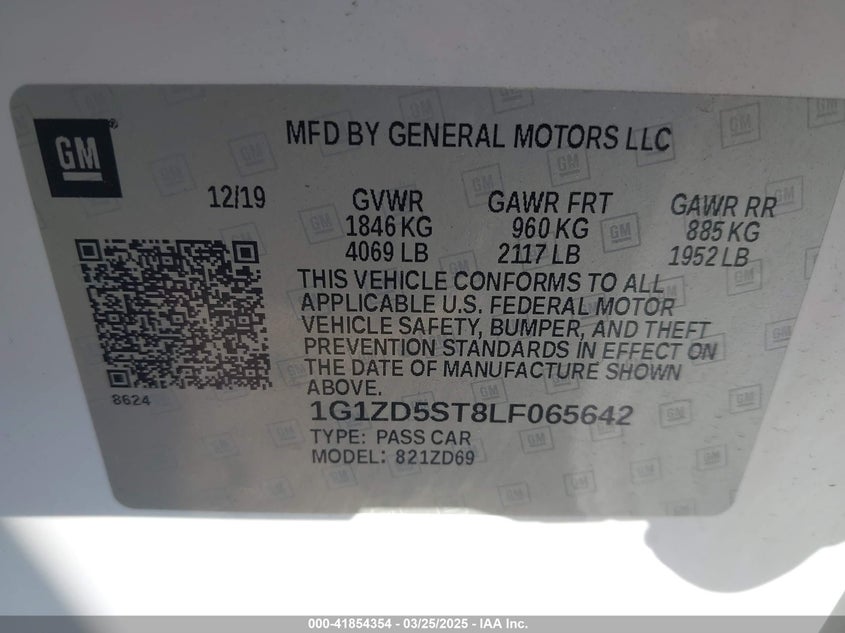 GM
MFD BY GENERAL MOTORS LLC
12/19
GVWR
1846 KG
4069 LB
GAWR FRT
960 KG
2117 LB
GAWR RR
885 KG
1952 LB
THIS VEHICLE CONFORMS TO ALL
APPLICABLE U.S. FEDERAL MOTOR
VEHICLE SAFETY, BUMPER, AND THEFT
PREVENTION STANDARDS IN EFFECT ON
THE DATE OF MANUFACTURE SHOWN
ABOVE.
8624
1G1ZD5ST8LF065642
TYPE: PASS CAR
MODEL: 821ZD69
000-41854354 - 03/25/2025 - IAA Inc.